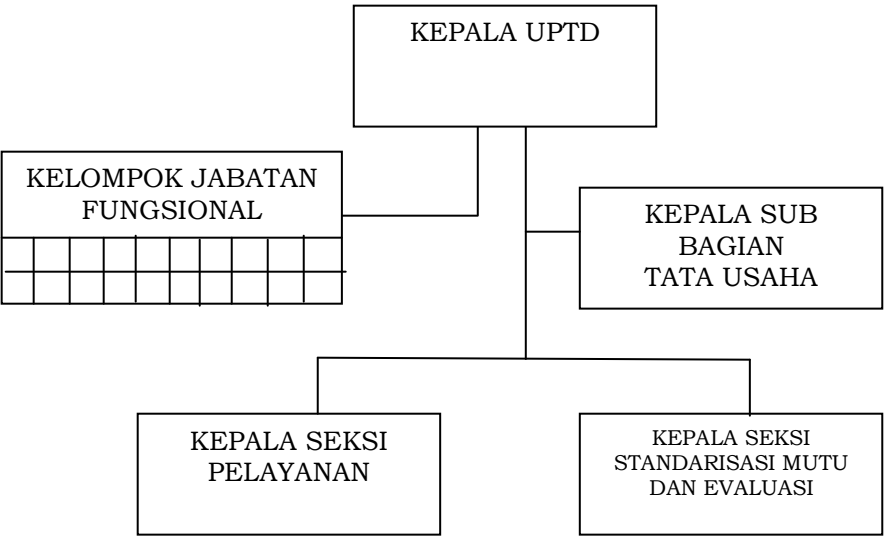 KEPALA UPTD
KELOMPOK JABATAN
FUNGSIONAL
KEPALA SUB
BAGIAN
TATA USAHA
KEPALA SEKSI
PELAYANAN
KEPALA SEKSI
STANDARISASI MUTU
DAN EVALUASI